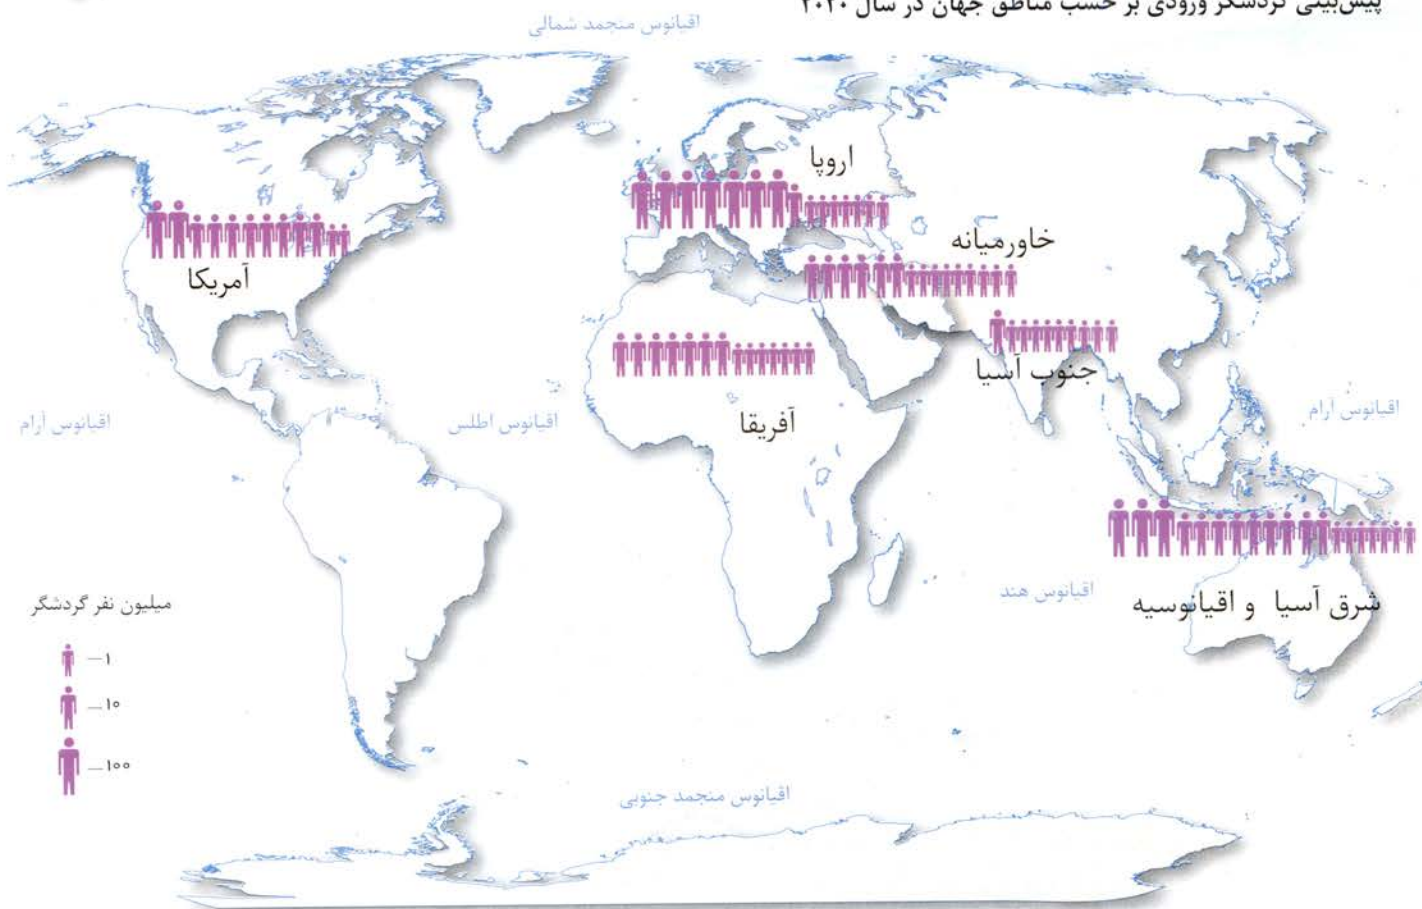 پیش‌بینی گردشگر ورودی بر حسب مناطق جهان در سال ۲۰۲۰
اقیانوس منجمد شمالی
اروپا
خاورمیانه
آمریکا
جنوب آسیا
آفریقا
اقیانوس آرام
اقیانوس اطلس
اقیانوس آرام
اقیانوس هند
شرق آسیا و اقیانوسیه
میلیون نفر گردشگر
۱
۱۰
۱۰۰
اقیانوس منجمد جنوبی